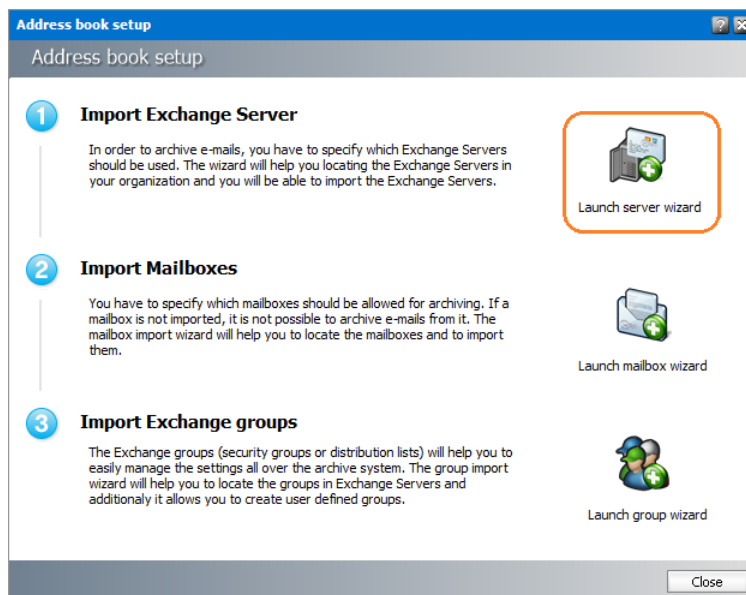 Address book setup
Address book setup
1
Import Exchange Server
In order to archive e-mails, you have to specify which Exchange Servers
should be used. The wizard will help you locating the Exchange Servers in
your organization and you will be able to import the Exchange Servers.
Launch server wizard
2
Import Mailboxes
You have to specify which mailboxes should be allowed for archiving. If a
mailbox is not imported, it is not possible to archive e-mails from it. The
mailbox import wizard will help you to locate the mailboxes and to import
them.
Launch mailbox wizard
3
Import Exchange groups
The Exchange groups (security groups or distribution lists) will help you to
easily manage the settings all over the archive system. The group import
wizard will help you to locate the groups in Exchange Servers and
additionaly it allows you to create user defined groups.
Launch group wizard
Close